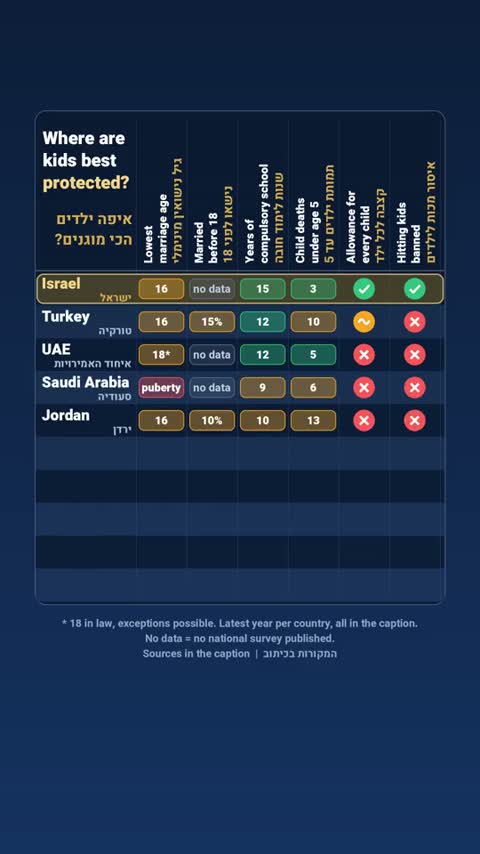 Where are
kids best
protected?
איפה ילדים
הכי מוגנים?
Lowest
marriage age
גיל נישואין מינימלי
Married
before 18
נישאו לפני 18
Years of
compulsory school
שנות לימוד חובה
Child deaths
under age 5
תמותת ילדים עד 5
Allowance for
every child
קצבה לכל ילד
Hitting kids
banned
איסור מכות לילדים
Israel 16 no data 15 3
ישראל
Turkey 16 15% 12 10
טורקיה
UAE 18* no data 12 5
איחוד האמירויות
Saudi Arabia puberty no data 9 6
סעודיה
Jordan 16 10% 10 13
ירדן
* 18 in law, exceptions possible. Latest year per country, all in the caption.
No data = no national survey published.
Sources in the caption | המקורות בכיתוב